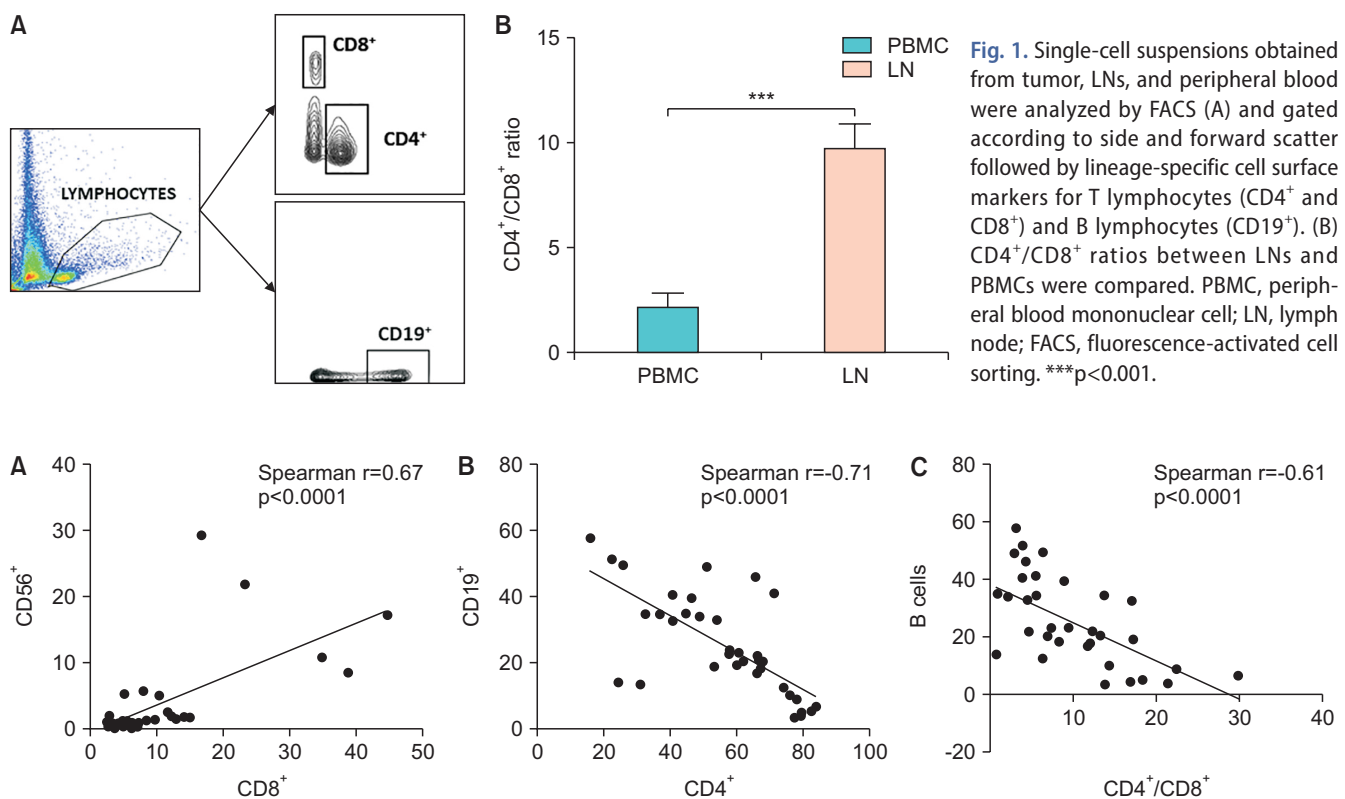 A
CD8⁺
CD4⁺
LYMPHOCYTES
CD19⁺
B
15
10
5
0
CD4⁺/CD8⁺ ratio
PBMC
LN
***
PBMC
LN
Fig. 1. Single-cell suspensions obtained
from tumor, LNs, and peripheral blood
were analyzed by FACS (A) and gated
according to side and forward scatter
followed by lineage-specific cell surface
markers for T lymphocytes (CD4⁺ and
CD8⁺) and B lymphocytes (CD19⁺). (B)
CD4⁺/CD8⁺ ratios between LNs and
PBMCs were compared. PBMC, periph-
eral blood mononuclear cell; LN, lymph
node; FACS, fluorescence-activated cell
sorting. ***p<0.001.
A
40
30
20
10
0
CD56⁺
Spearman r=0.67
p<0.0001
0 10 20 30 40 50
CD8⁺
B
80
60
40
20
0
CD19⁺
Spearman r=-0.71
p<0.0001
0 20 40 60 80 100
CD4⁺
C
80
60
40
20
0
-20
B cells
Spearman r=-0.61
p<0.0001
10 20 30 40
CD4⁺/CD8⁺